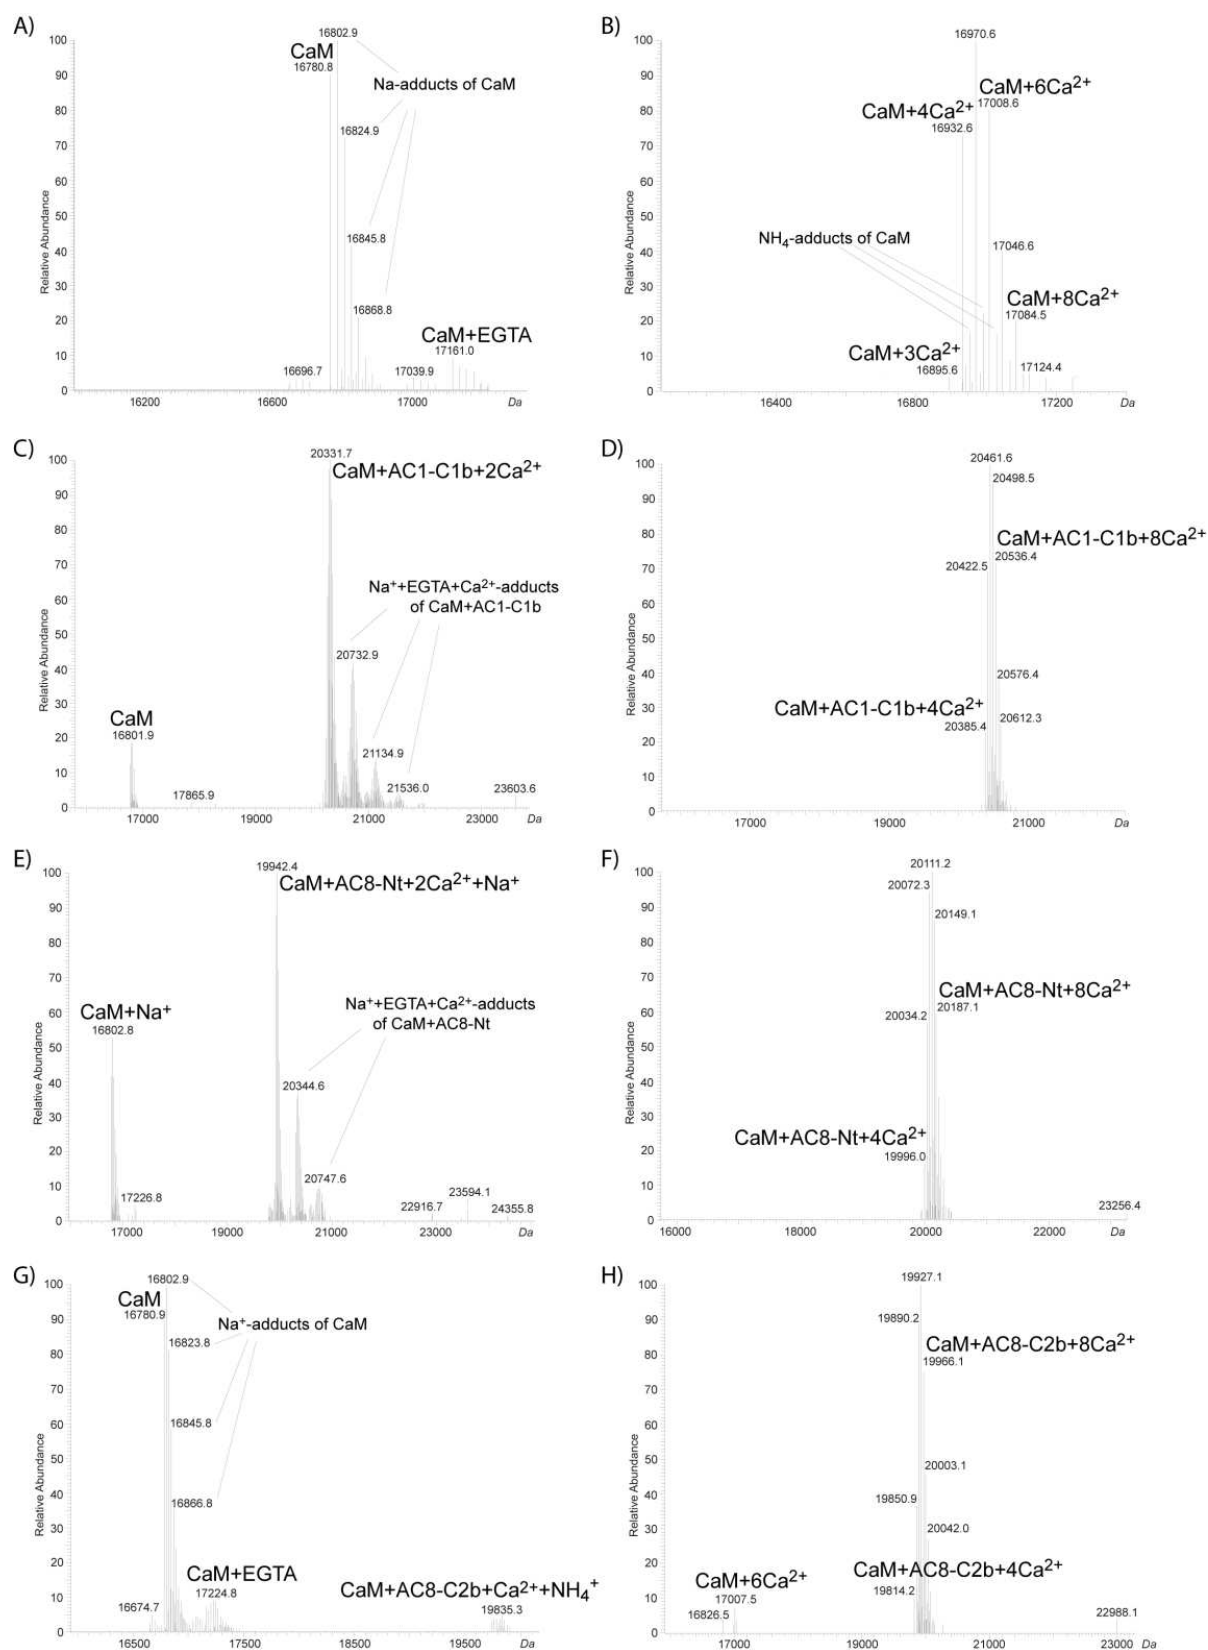 A)
16802.9
CaM
16780.8
Na-adducts of CaM
16824.9
16845.8
16868.8
CaM+EGTA
17161.0
16696.7
17039.9
Relative Abundance
100
90
80
70
60
50
40
30
20
10
0
16200 16600 17000 Da
B)
16970.6
CaM+6Ca²⁺
17008.6
CaM+4Ca²⁺
16932.6
NH₄-adducts of CaM
17046.6
CaM+8Ca²⁺
17084.5
CaM+3Ca²⁺
16895.6
17124.4
Relative Abundance
100
90
80
70
60
50
40
30
20
10
0
16400 16800 17200 Da
C)
20331.7
CaM+AC1-C1b+2Ca²⁺
Na⁺+EGTA+Ca²⁺-adducts
of CaM+AC1-C1b
20732.9
CaM
16801.9
21134.9
21536.0
17865.9
23603.6
Relative Abundance
100
90
80
70
60
50
40
30
20
10
0
17000 19000 21000 23000 Da
D)
20461.6
20498.5
CaM+AC1-C1b+8Ca²⁺
20536.4
20422.5
20576.4
CaM+AC1-C1b+4Ca²⁺
20612.3
20385.4
Relative Abundance
100
90
80
70
60
50
40
30
20
10
0
17000 19000 21000 Da
E)
19942.4
CaM+AC8-Nt+2Ca²⁺+Na⁺
CaM+Na⁺
16802.8
Na⁺+EGTA+Ca²⁺-adducts
of CaM+AC8-Nt
20344.6
20747.6
17226.8
22916.7
23594.1
24355.8
Relative Abundance
100
90
80
70
60
50
40
30
20
10
0
17000 19000 21000 23000 Da
F)
20111.2
20072.3
20149.1
CaM+AC8-Nt+8Ca²⁺
20187.1
20034.2
CaM+AC8-Nt+4Ca²⁺
19996.0
23256.4
Relative Abundance
100
90
80
70
60
50
40
30
20
10
0
16000 18000 20000 22000 Da
G)
16802.9
CaM
16780.9
Na⁺-adducts of CaM
16823.8
16845.8
16866.8
CaM+EGTA
17224.8
CaM+AC8-C2b+Ca²⁺+NH₄⁺
19835.3
16674.7
Relative Abundance
100
90
80
70
60
50
40
30
20
10
0
16500 17500 18500 19500 Da
H)
19927.1
19890.2
CaM+AC8-C2b+8Ca²⁺
19966.1
20003.1
19850.9
20042.0
CaM+AC8-C2b+4Ca²⁺
19814.2
CaM+6Ca²⁺
17007.5
16826.5
22988.1
Relative Abundance
100
90
80
70
60
50
40
30
20
10
0
17000 19000 21000 23000 Da